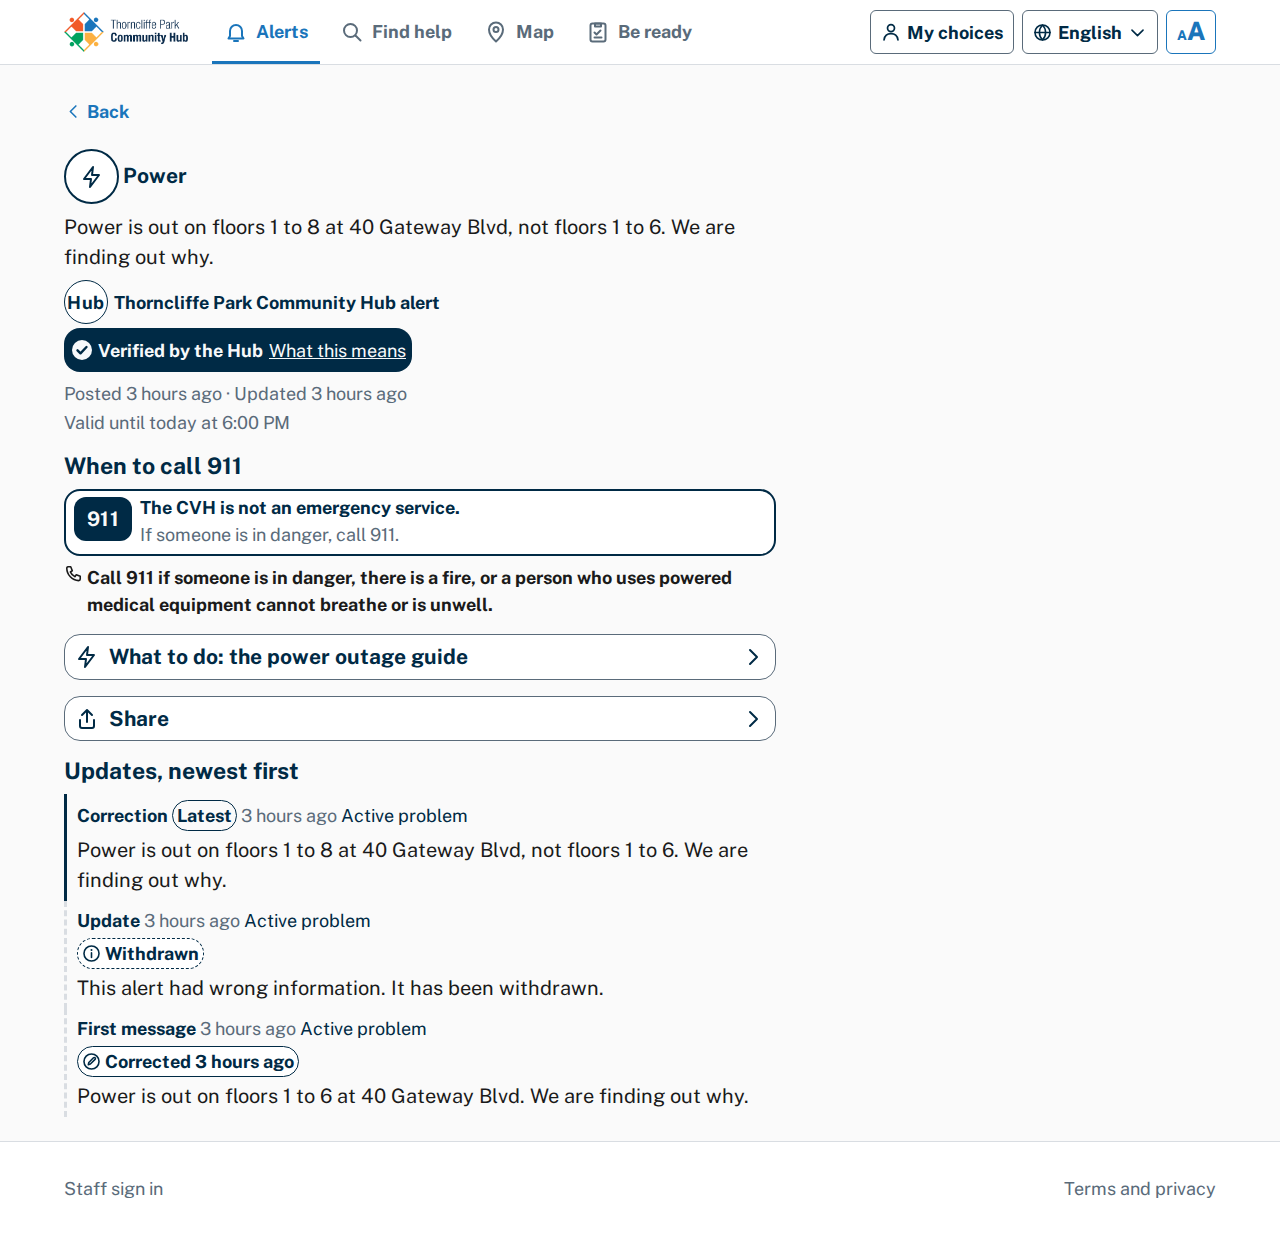 Thorncliffe Park
Community Hub
Alerts
Find help
Map
Be ready
My choices
English
AA
Back
Power
Power is out on floors 1 to 8 at 40 Gateway Blvd, not floors 1 to 6. We are
finding out why.
Hub Thorncliffe Park Community Hub alert
Verified by the Hub What this means
Posted 3 hours ago · Updated 3 hours ago
Valid until today at 6:00 PM
When to call 911
911
The CVH is not an emergency service.
If someone is in danger, call 911.
Call 911 if someone is in danger, there is a fire, or a person who uses powered
medical equipment cannot breathe or is unwell.
What to do: the power outage guide
Share
Updates, newest first
Correction Latest 3 hours ago Active problem
Power is out on floors 1 to 8 at 40 Gateway Blvd, not floors 1 to 6. We are
finding out why.
Update 3 hours ago Active problem
Withdrawn
This alert had wrong information. It has been withdrawn.
First message 3 hours ago Active problem
Corrected 3 hours ago
Power is out on floors 1 to 6 at 40 Gateway Blvd. We are finding out why.
Staff sign in
Terms and privacy